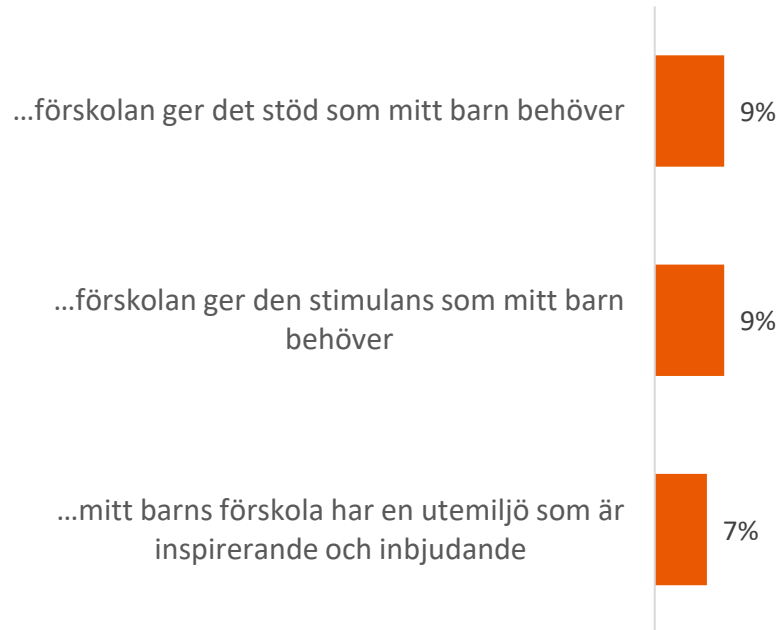 ...förskolan ger det stöd som mitt barn behöver
9%
...förskolan ger den stimulans som mitt barn
behöver
9%
...mitt barns förskola har en utemiljö som är
inspirerande och inbjudande
7%